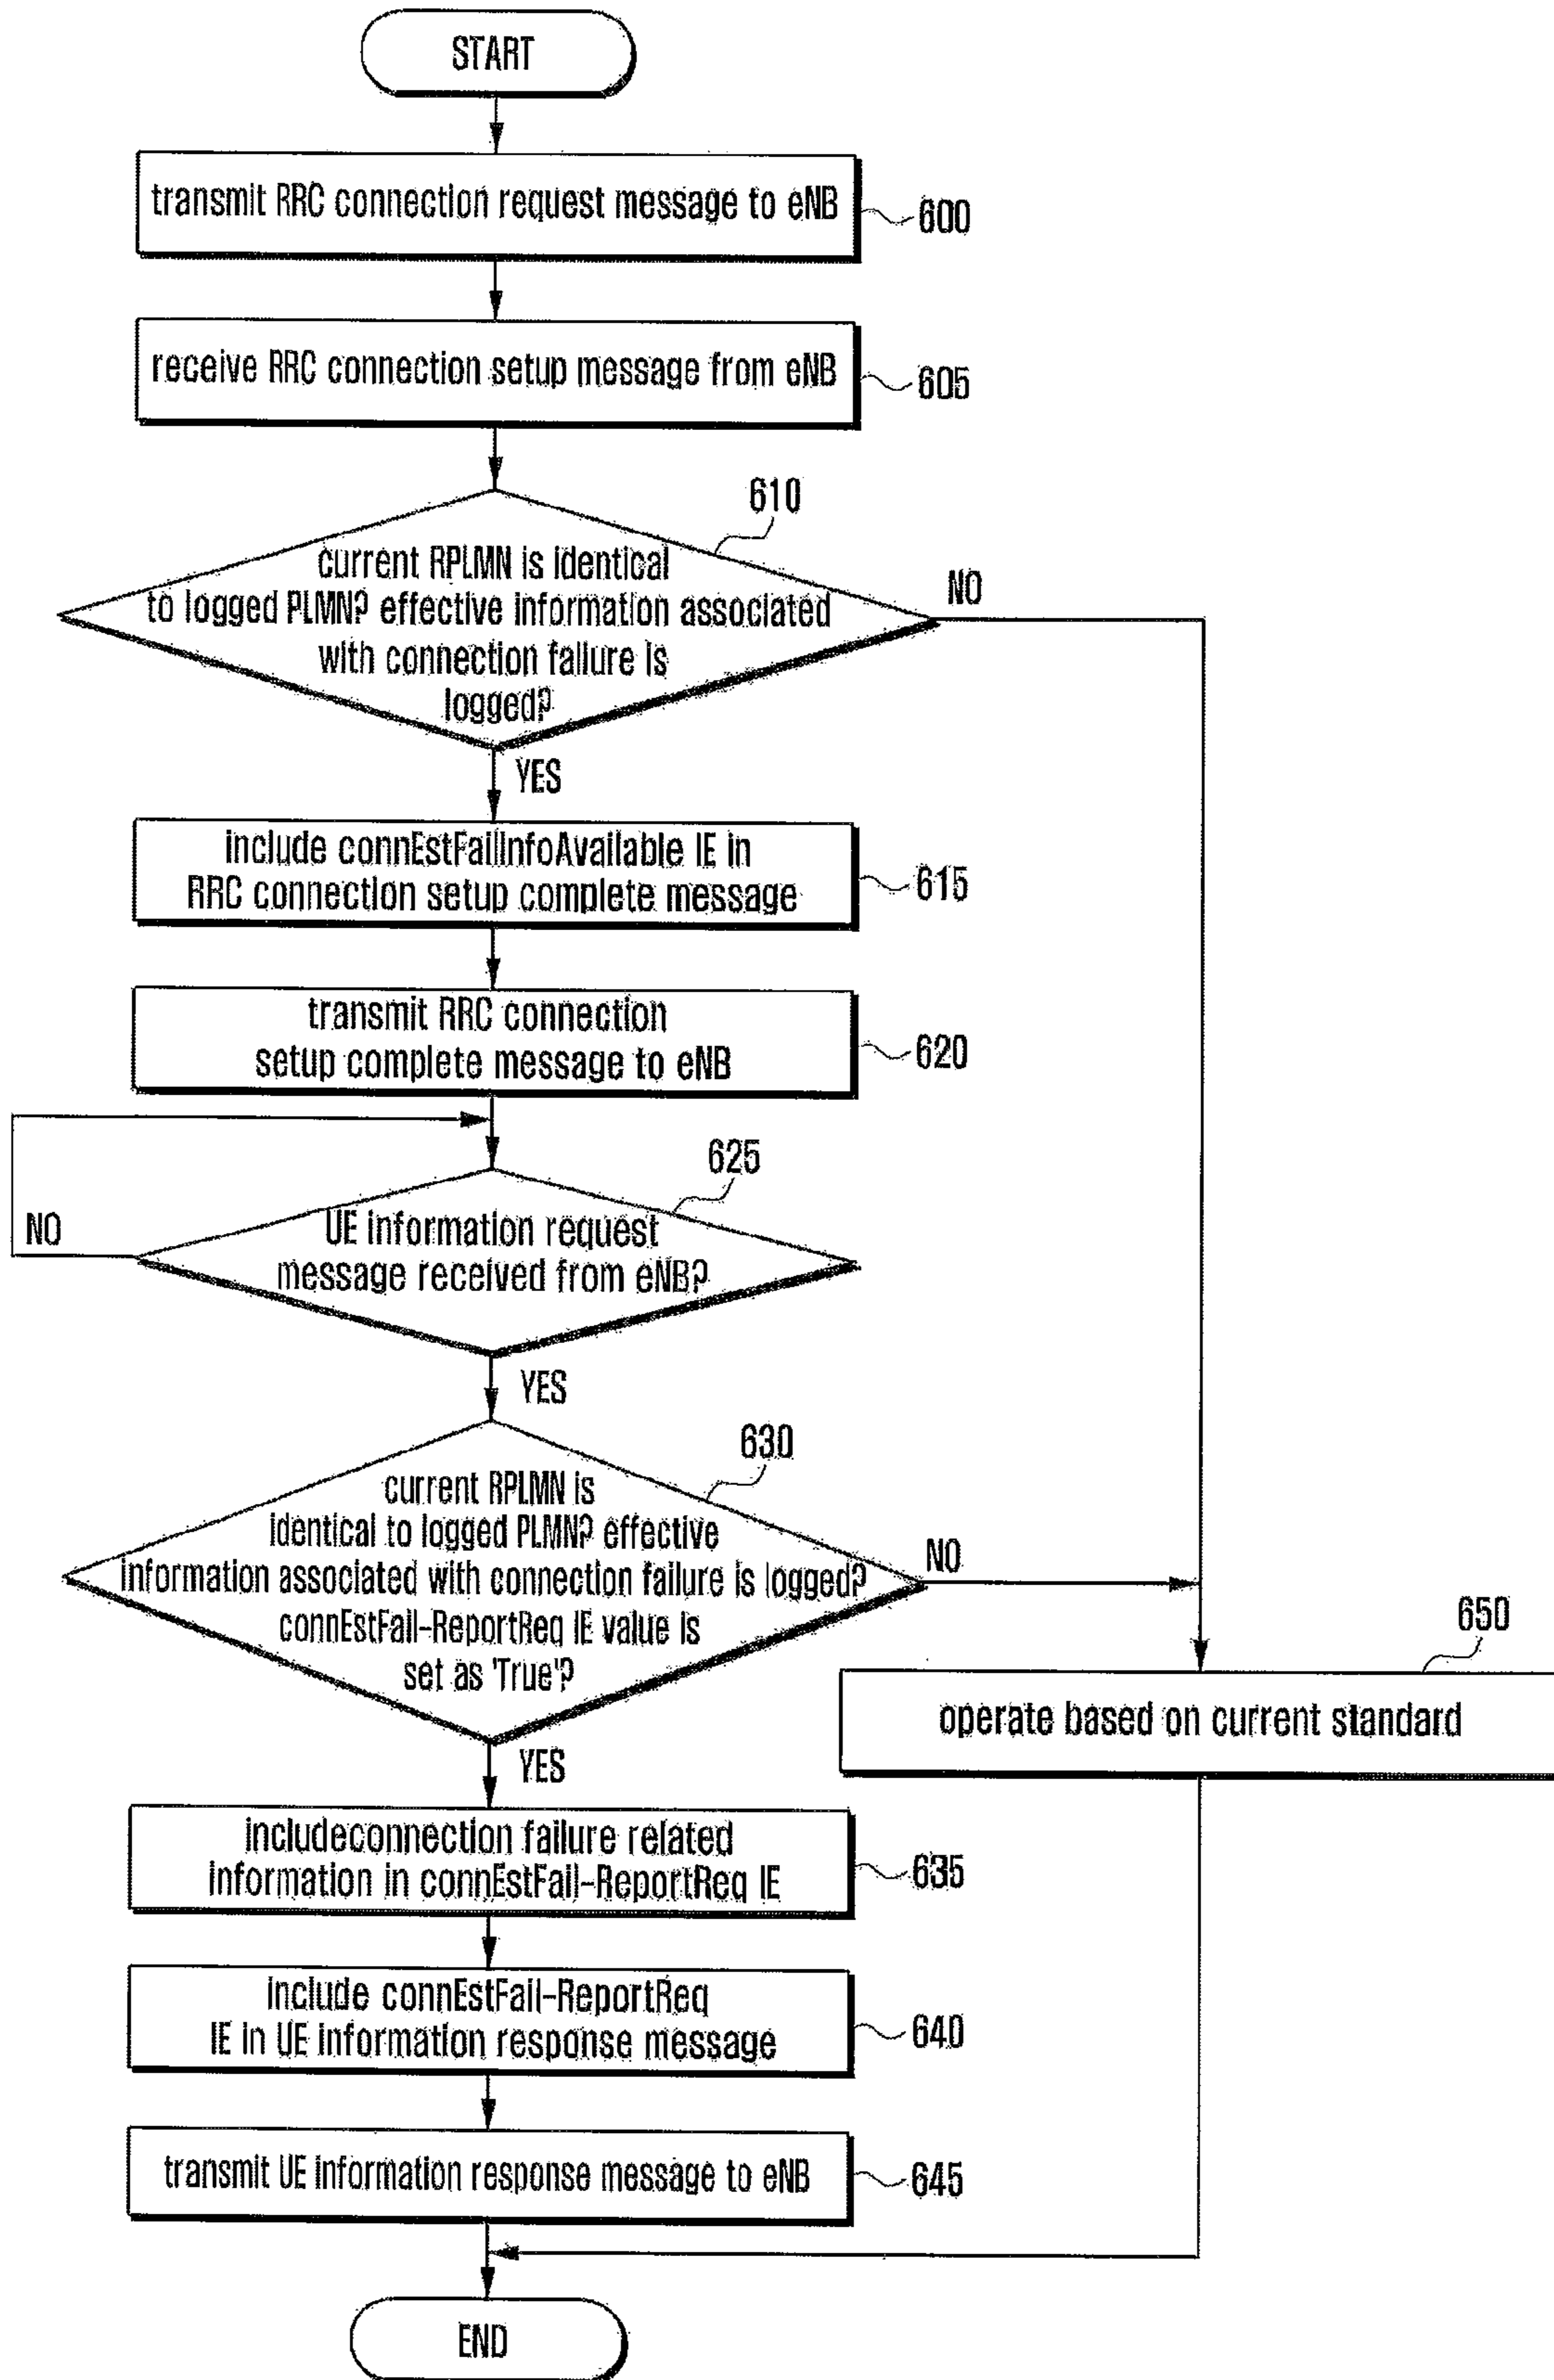 START
transmit RRC connection request message to eNB
600
receive RRC connection setup message from eNB
605
610
current RPLMN is identical
to logged PLMN? effective information associated
with connection failure is
logged?
NO
YES
include connEstFailInfoAvailable IE in
RRC connection setup complete message
615
transmit RRC connection
setup complete message to eNB
620
625
UE information request
message received from eNB?
NO
YES
630
current RPLMN is
identical to logged PLMN? effective
information associated with connection failure is logged?
connEstFail-ReportReq IE value is
set as 'True'?
NO
650
operate based on current standard
YES
includeconnection failure related
information in connEstFail-ReportReq IE
635
include connEstFail-ReportReq
IE in UE information response message
640
transmit UE information response message to eNB
645
END